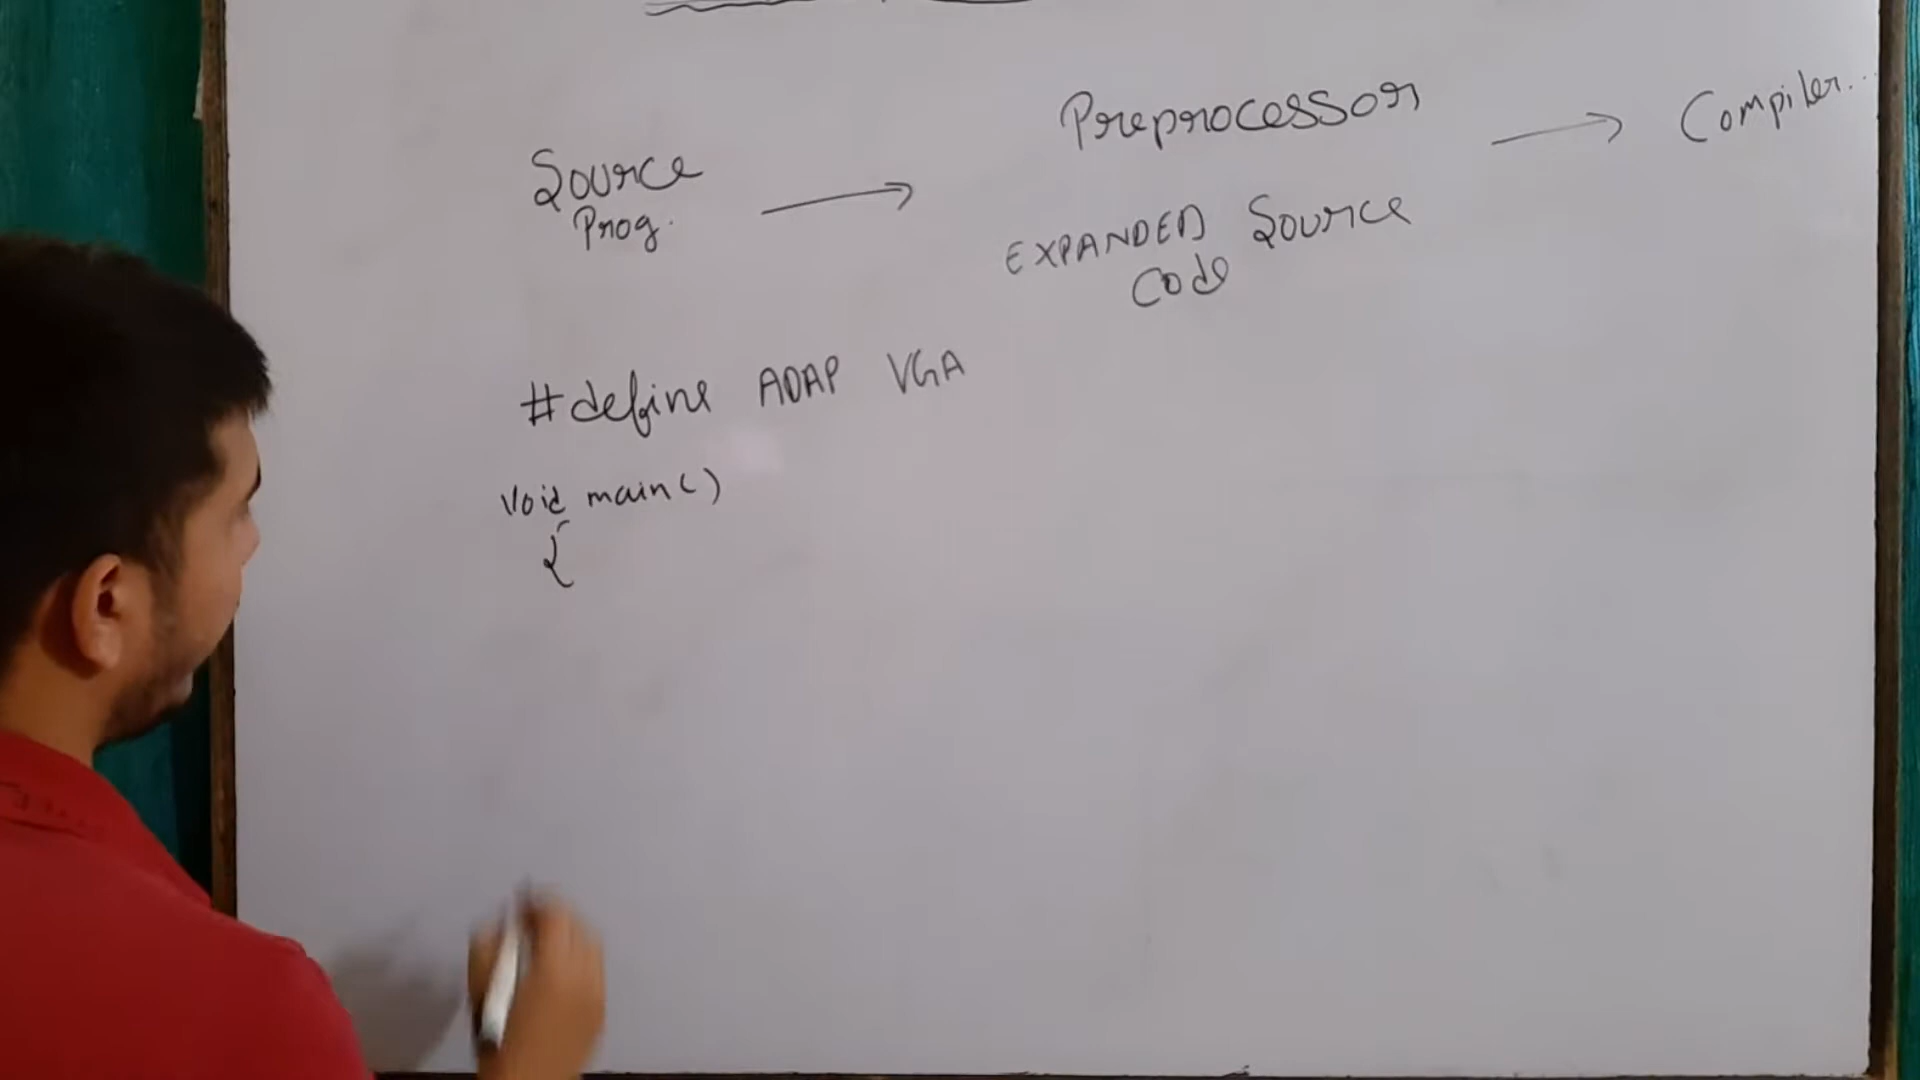 Source
Prog.
Preprocessor
Compiler...
EXPANDED Source
Code
#define ADAP VGA
void main()
{